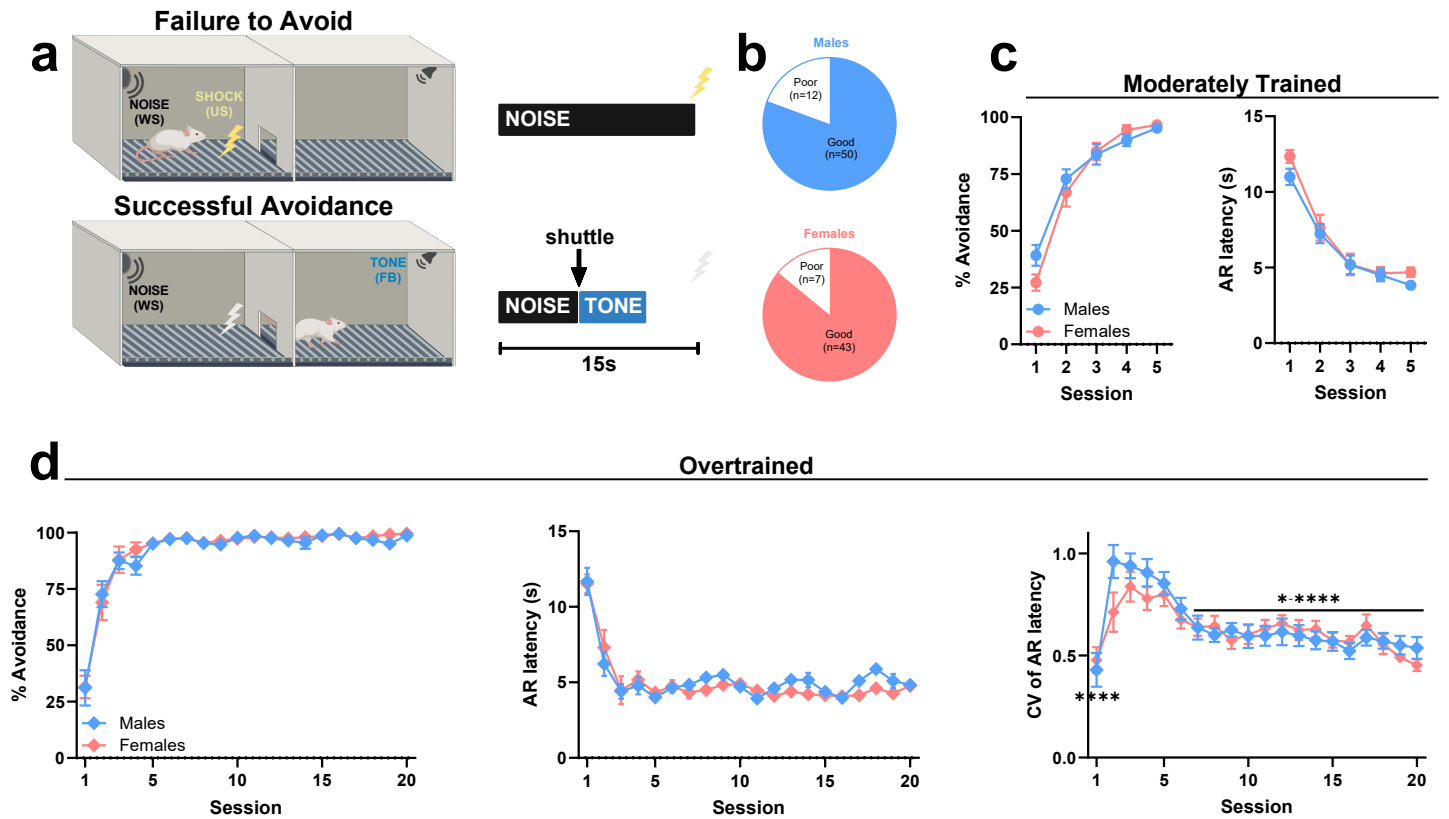 a
Failure to Avoid
NOISE
(WS)
SHOCK
(US)
NOISE
Successful Avoidance
NOISE
(WS)
TONE
(FB)
shuttle
NOISE
TONE
15s
b
Males
Poor
(n=12)
Good
(n=50)
Females
Poor
(n=7)
Good
(n=43)
c
Moderately Trained
% Avoidance
100
75
50
25
0
Males
Females
1 2 3 4 5
Session
AR latency (s)
15
10
5
0
1 2 3 4 5
Session
d
Overtrained
% Avoidance
100
75
50
25
0
Males
Females
1 5 10 15 20
Session
AR latency (s)
15
10
5
0
1 5 10 15 20
Session
CV of AR latency
1.0
0.5
0.0
****
*-****
1 5 10 15 20
Session